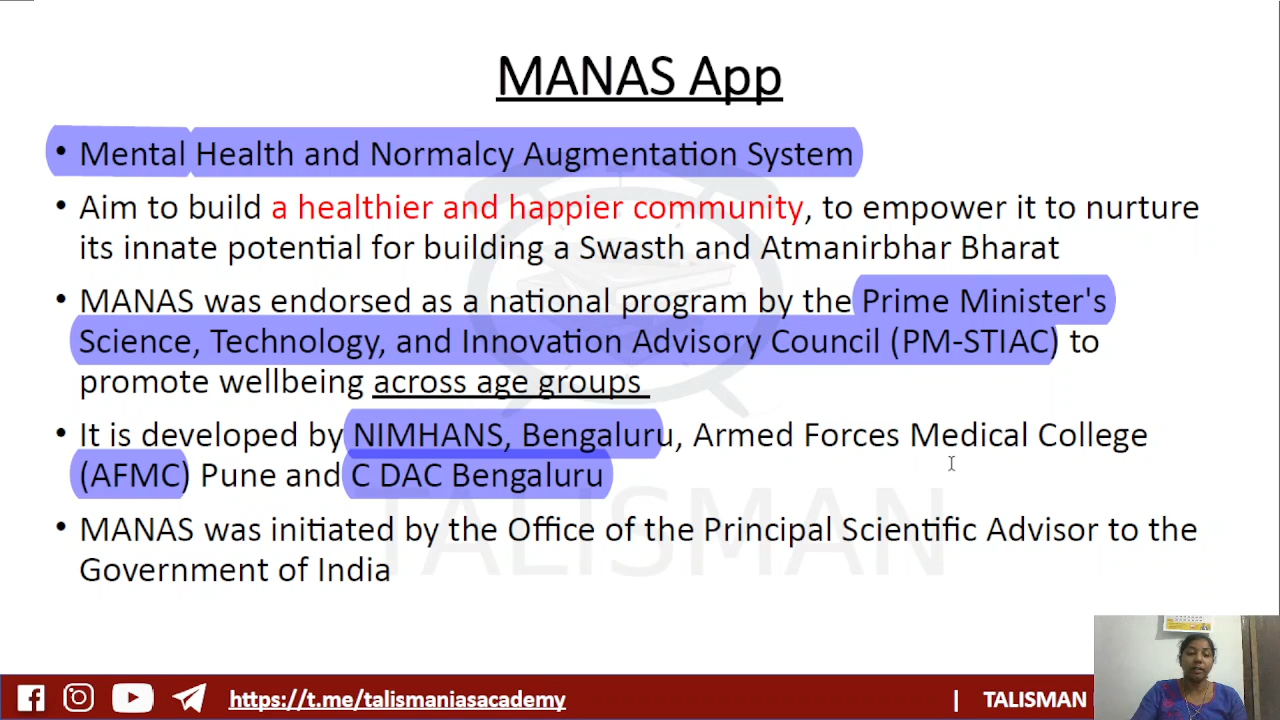 MANAS App
• Mental Health and Normalcy Augmentation System
• Aim to build a healthier and happier community, to empower it to nurture
its innate potential for building a Swasth and Atmanirbhar Bharat
• MANAS was endorsed as a national program by the Prime Minister's
Science, Technology, and Innovation Advisory Council (PM-STIAC) to
promote wellbeing across age groups
• It is developed by NIMHANS, Bengaluru, Armed Forces Medical College
(AFMC) Pune and C DAC Bengaluru
• MANAS was initiated by the Office of the Principal Scientific Advisor to the
Government of India
TALISMAN
https://t.me/talismaniasacademy | TALISMAN